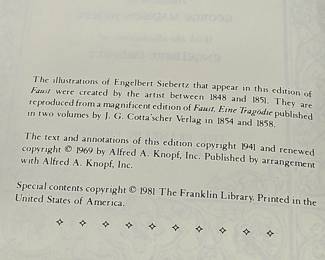 The illustrations of Engelbert Siebertz that appear in this edition of
Faust were created by the artist between 1848 and 1851. They are
reproduced from a magnificent edition of Faust. Eine Tragödie published
in two volumes by J. G. Cotta'scher Verlag in 1854 and 1858.
The text and annotations of this edition copyright 1941 and renewed
copyright © 1969 by Alfred A. Knopf, Inc. Published by arrangement
with Alfred A. Knopf, Inc.
Special contents copyright © 1981 The Franklin Library. Printed in the
United States of America.